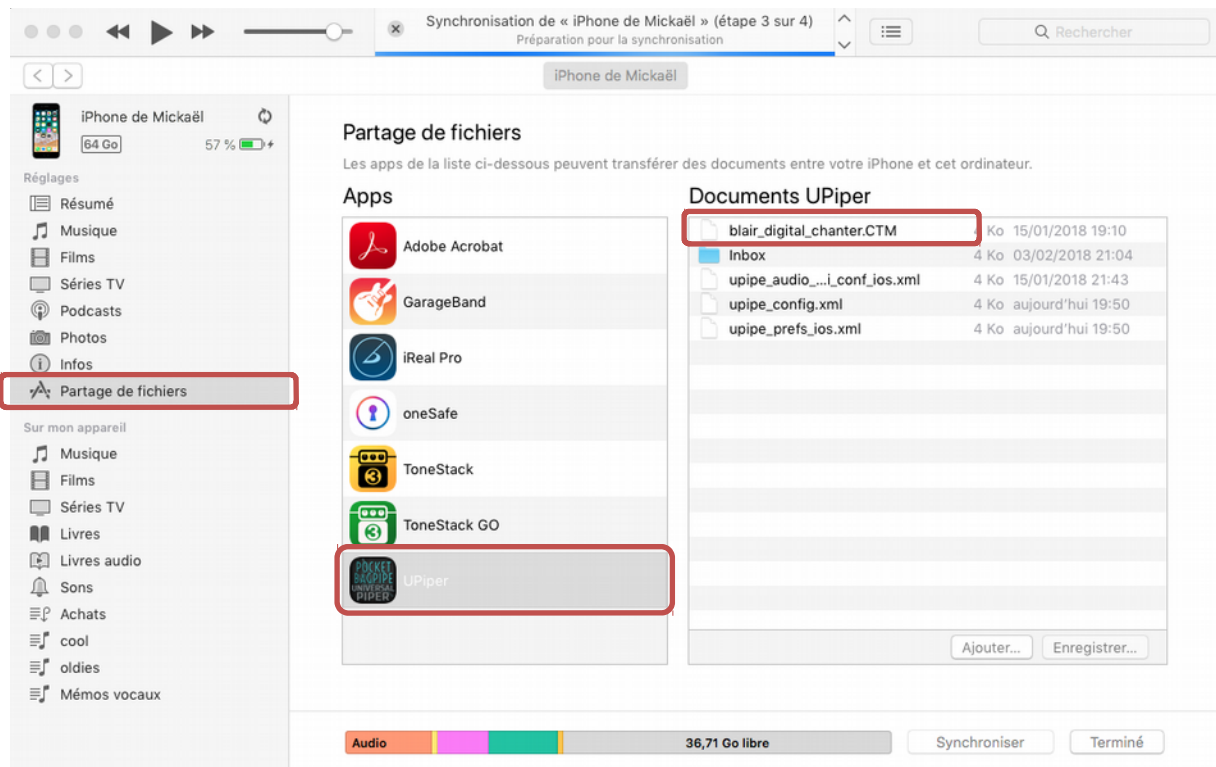 Synchronisation de « iPhone de Mickaël » (étape 3 sur 4)
Préparation pour la synchronisation
Rechercher
iPhone de Mickaël
iPhone de Mickaël
64 Go
57 %
Réglages
Résumé
Musique
Films
Séries TV
Podcasts
Photos
Infos
Partage de fichiers
Sur mon appareil
Musique
Films
Séries TV
Livres
Livres audio
Sons
Achats
cool
oldies
Mémos vocaux
Partage de fichiers
Les apps de la liste ci-dessous peuvent transférer des documents entre votre iPhone et cet ordinateur.
Apps
Adobe Acrobat
GarageBand
iReal Pro
oneSafe
ToneStack
3
ToneStack GO
3
POCKET
BAGPIPE
UNIVERSAL
PIPER
UPiper
Documents UPiper
blair_digital_chanter.CTM 4 Ko 15/01/2018 19:10
Inbox 4 Ko 03/02/2018 21:04
upipe_audio_...i_conf_ios.xml 4 Ko 15/01/2018 21:43
upipe_config.xml 4 Ko aujourd'hui 19:50
upipe_prefs_ios.xml 4 Ko aujourd'hui 19:50
Ajouter... Enregistrer...
Audio
36,71 Go libre
Synchroniser
Terminé